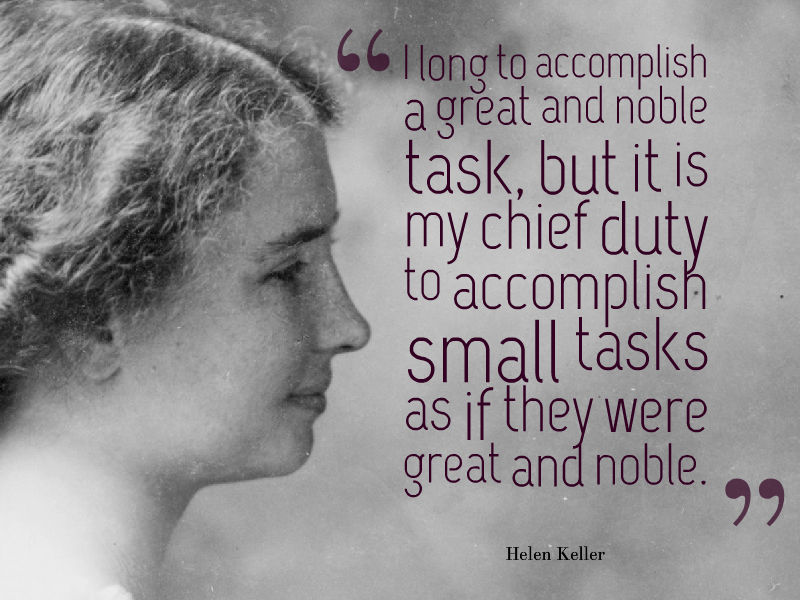 “ I long to accomplish
a great and noble
task, but it is
my chief duty
to accomplish
small tasks
as if they were
great and noble. ”
Helen Keller